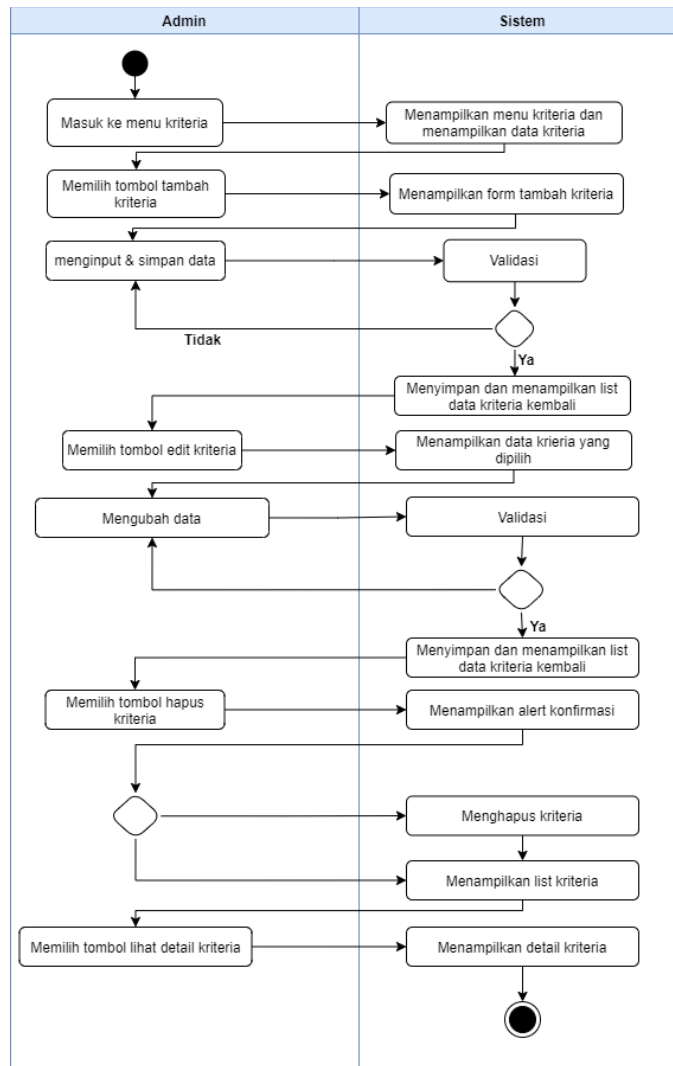 Admin
Sistem
Masuk ke menu kriteria
Menampilkan menu kriteria dan
menampilkan data kriteria
Memilih tombol tambah
kriteria
Menampilkan form tambah kriteria
menginput & simpan data
Validasi
Tidak
Ya
Menyimpan dan menampilkan list
data kriteria kembali
Memilih tombol edit kriteria
Menampilkan data krieria yang
dipilih
Mengubah data
Validasi
Ya
Menyimpan dan menampilkan list
data kriteria kembali
Memilih tombol hapus
kriteria
Menampilkan alert konfirmasi
Menghapus kriteria
Menampilkan list kriteria
Memilih tombol lihat detail kriteria
Menampilkan detail kriteria